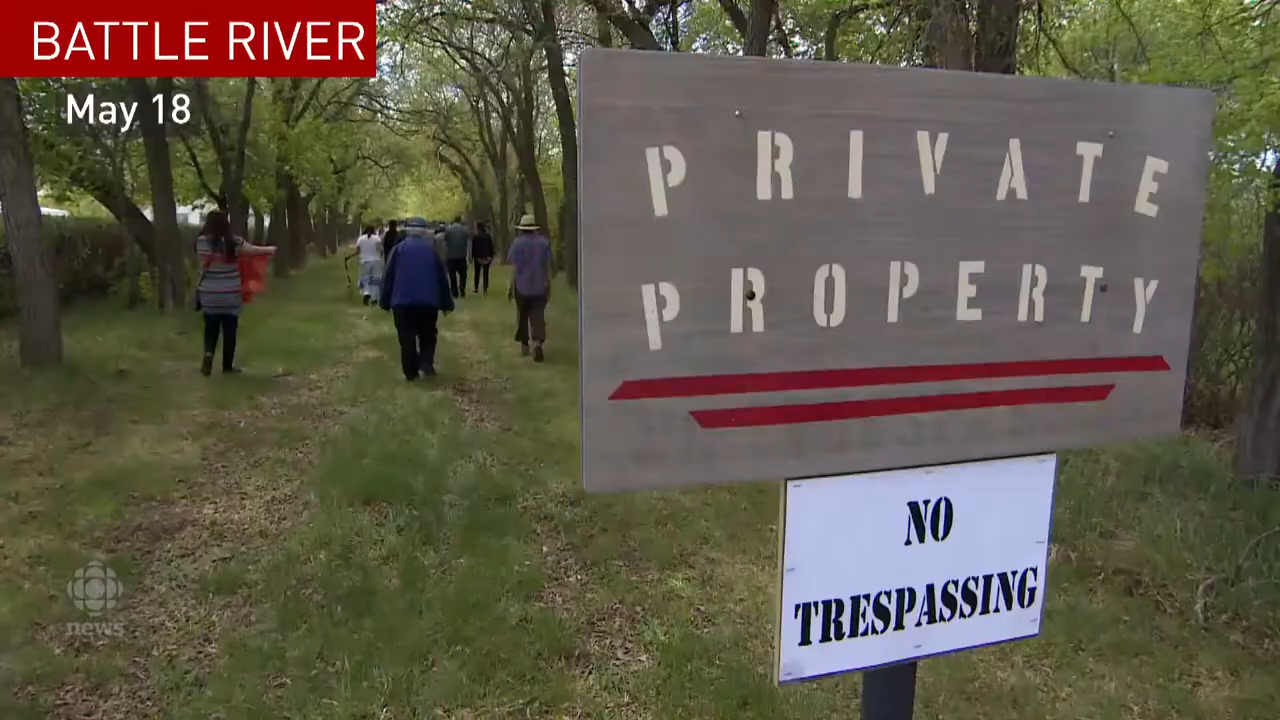 BATTLE RIVER
May 18
PRIVATE
PROPERTY
NO
TRESPASSING
news